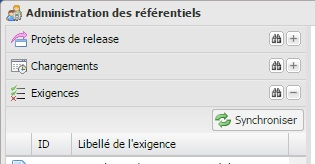 Administration des référentiels
Projets de release
Changements
Exigences
Synchroniser
ID Libellé de l'exigence